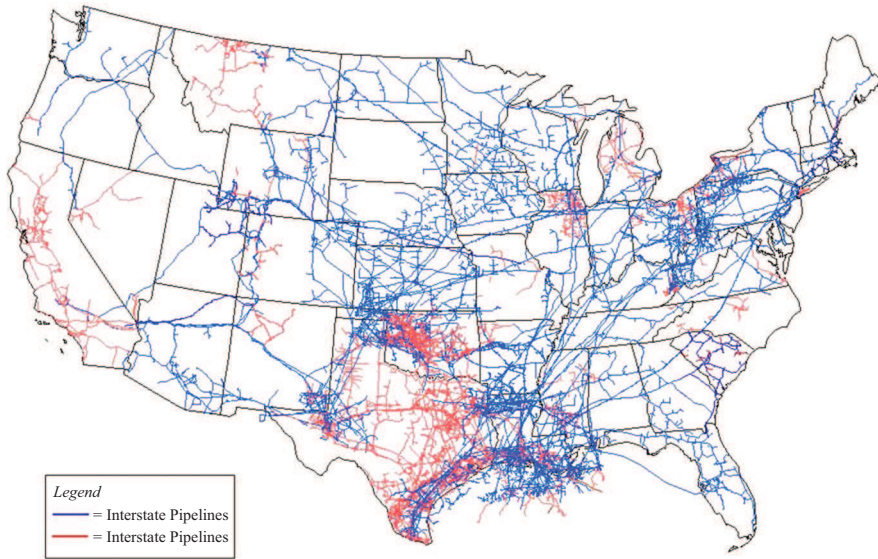 Legend
= Interstate Pipelines
= Interstate Pipelines